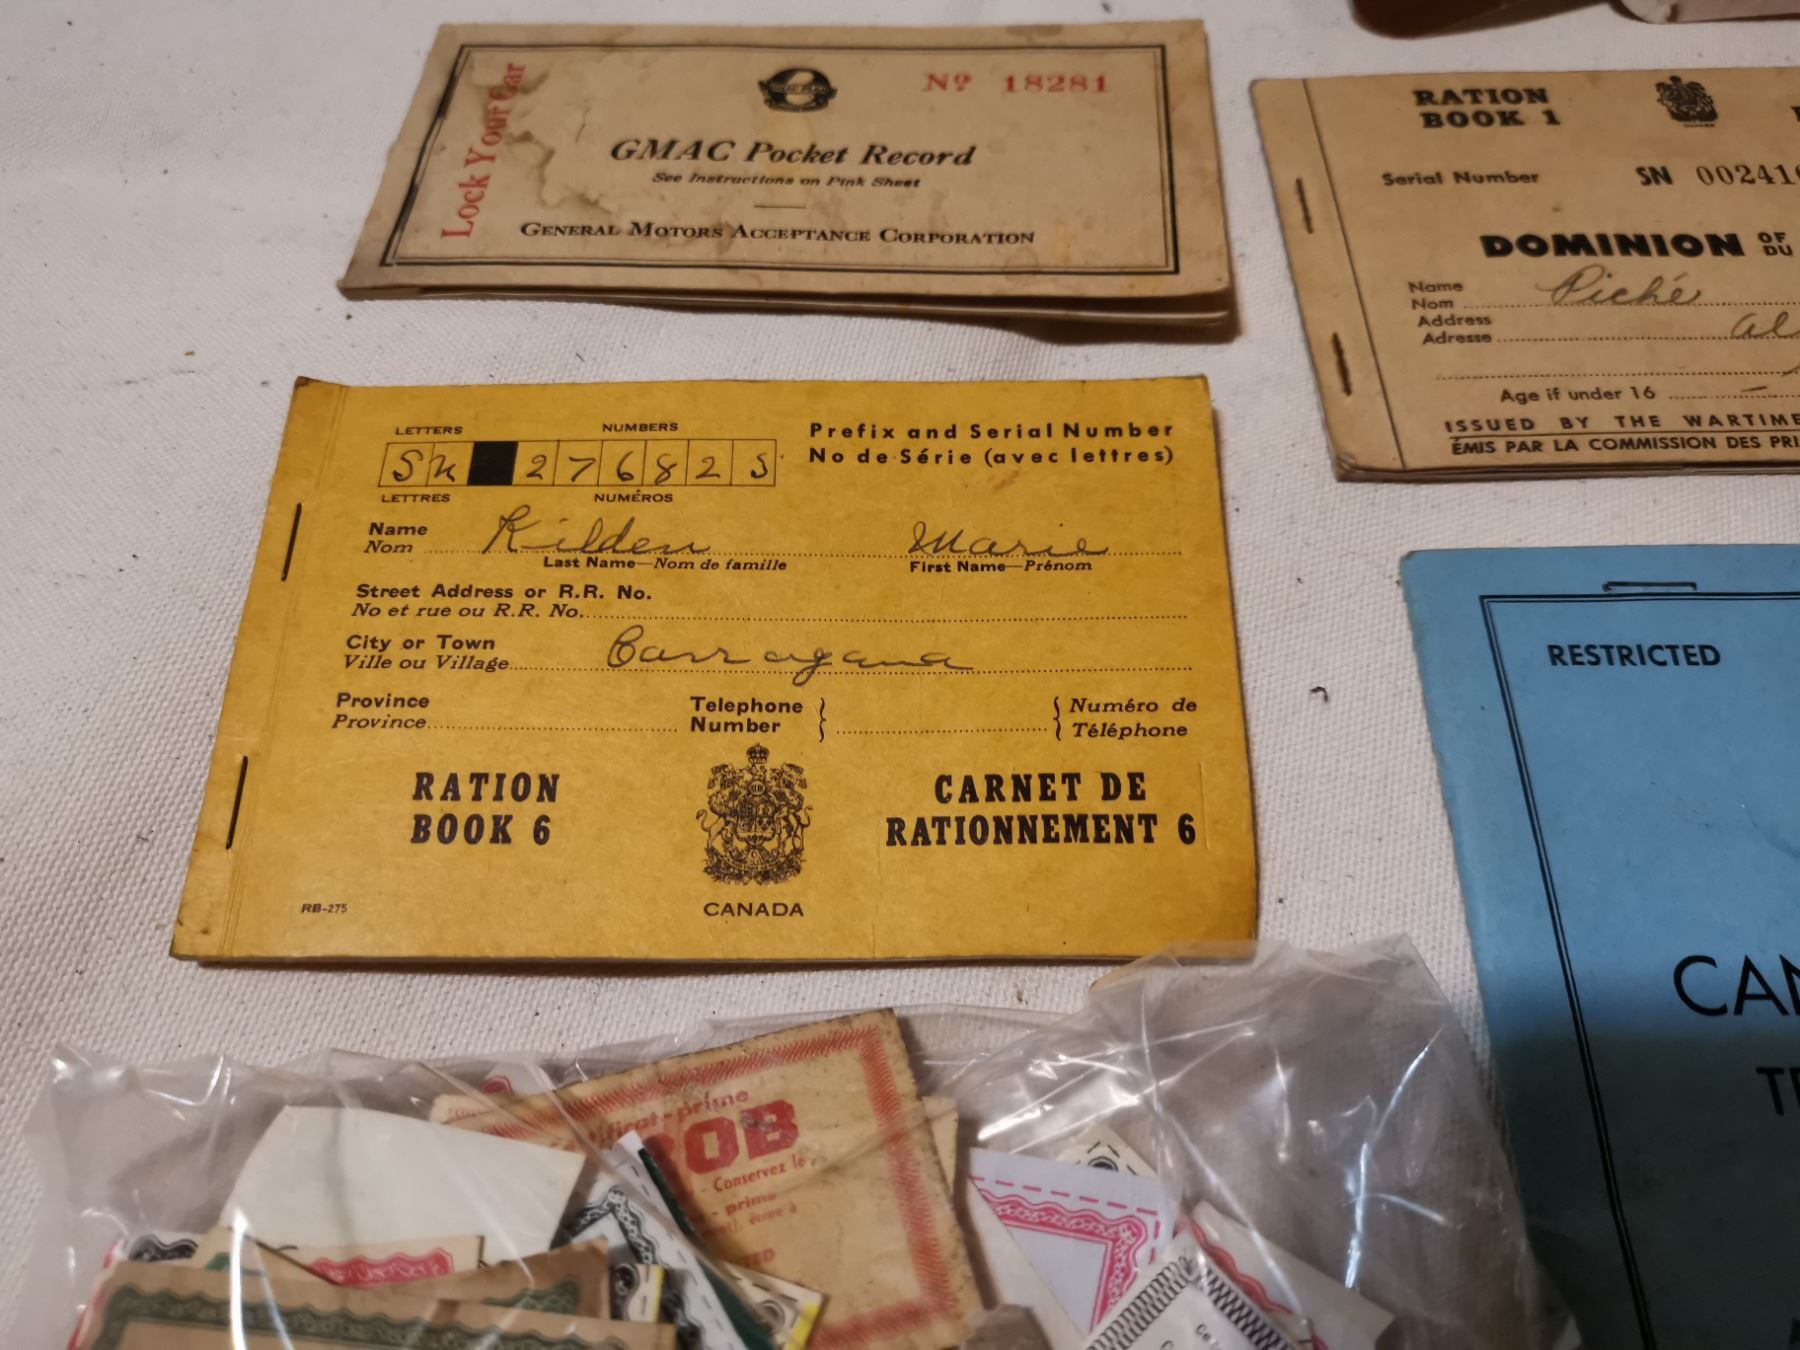 Lock Your Car
Nº 18281
GMAC Pocket Record
See Instructions on Pink Sheet
GENERAL MOTORS ACCEPTANCE CORPORATION
RATION
BOOK 1
Serial Number SN 00241
DOMINION OF DU
Name
Nom Piché
Address
Adresse
Age if under 16
ISSUED BY THE WARTIME
ÉMIS PAR LA COMMISSION DES PRI
LETTERS NUMBERS
SK 276825
LETTRES NUMÉROS
Prefix and Serial Number
No de Série (avec lettres)
Name
Nom Kilden Marie
Last Name—Nom de famille First Name—Prénom
Street Address or R.R. No.
No et rue ou R.R. No.
City or Town
Ville ou Village Carragana
Province
Province
Telephone
Number
Numéro de
Téléphone
RATION
BOOK 6
CARNET DE
RATIONNEMENT 6
RB-275
CANADA
RESTRICTED
CAN
prime
Conservez le